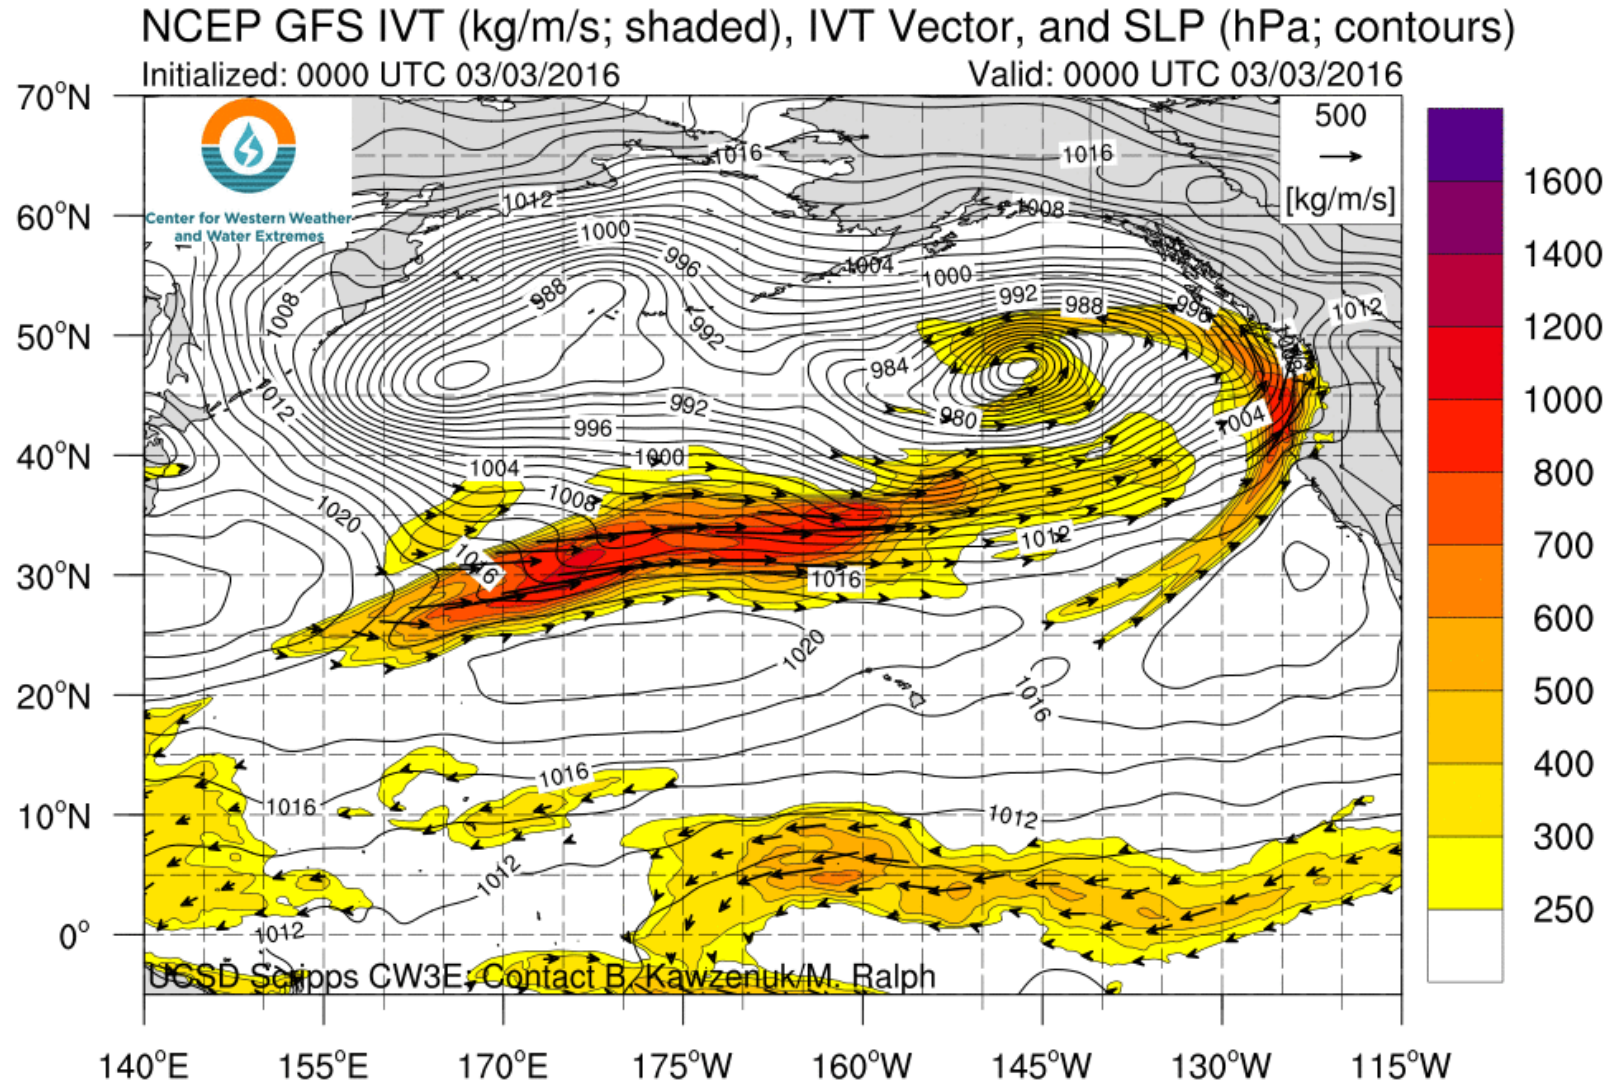 NCEP GFS IVT (kg/m/s; shaded), IVT Vector, and SLP (hPa; contours)
Initialized: 0000 UTC 03/03/2016
Valid: 0000 UTC 03/03/2016
70°N
60°N
50°N
40°N
30°N
20°N
10°N
0°
Center for Western Weather
and Water Extremes
500
[kg/m/s]
1016
1016
1012
1008
1000
996
1004
1000
988
992
988
996
1012
1008
992
984
1012
992
980
1004
996
1004
1000
1008
1020
1012
1016
1016
1020
1016
1016
1016
1012
1012
1012
UCSD Scripps CW3E; Contact B. Kawzenuk/M. Ralph
140°E
155°E
170°E
175°W
160°W
145°W
130°W
115°W
1600
1400
1200
1000
800
700
600
500
400
300
250